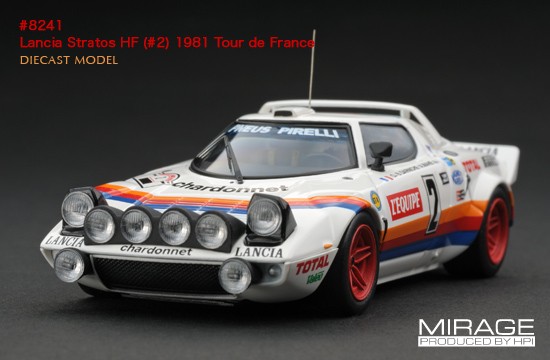 #8241
Lancia Stratos HF (#2) 1981 Tour de France
DIECAST MODEL
PNEUS PIRELLI
chardonnet
L'EQUIPE
2
LANCIA
chardonnet
LANCIA
TOTAL
LANCIA
MIRAGE
PRODUCED BY HPI